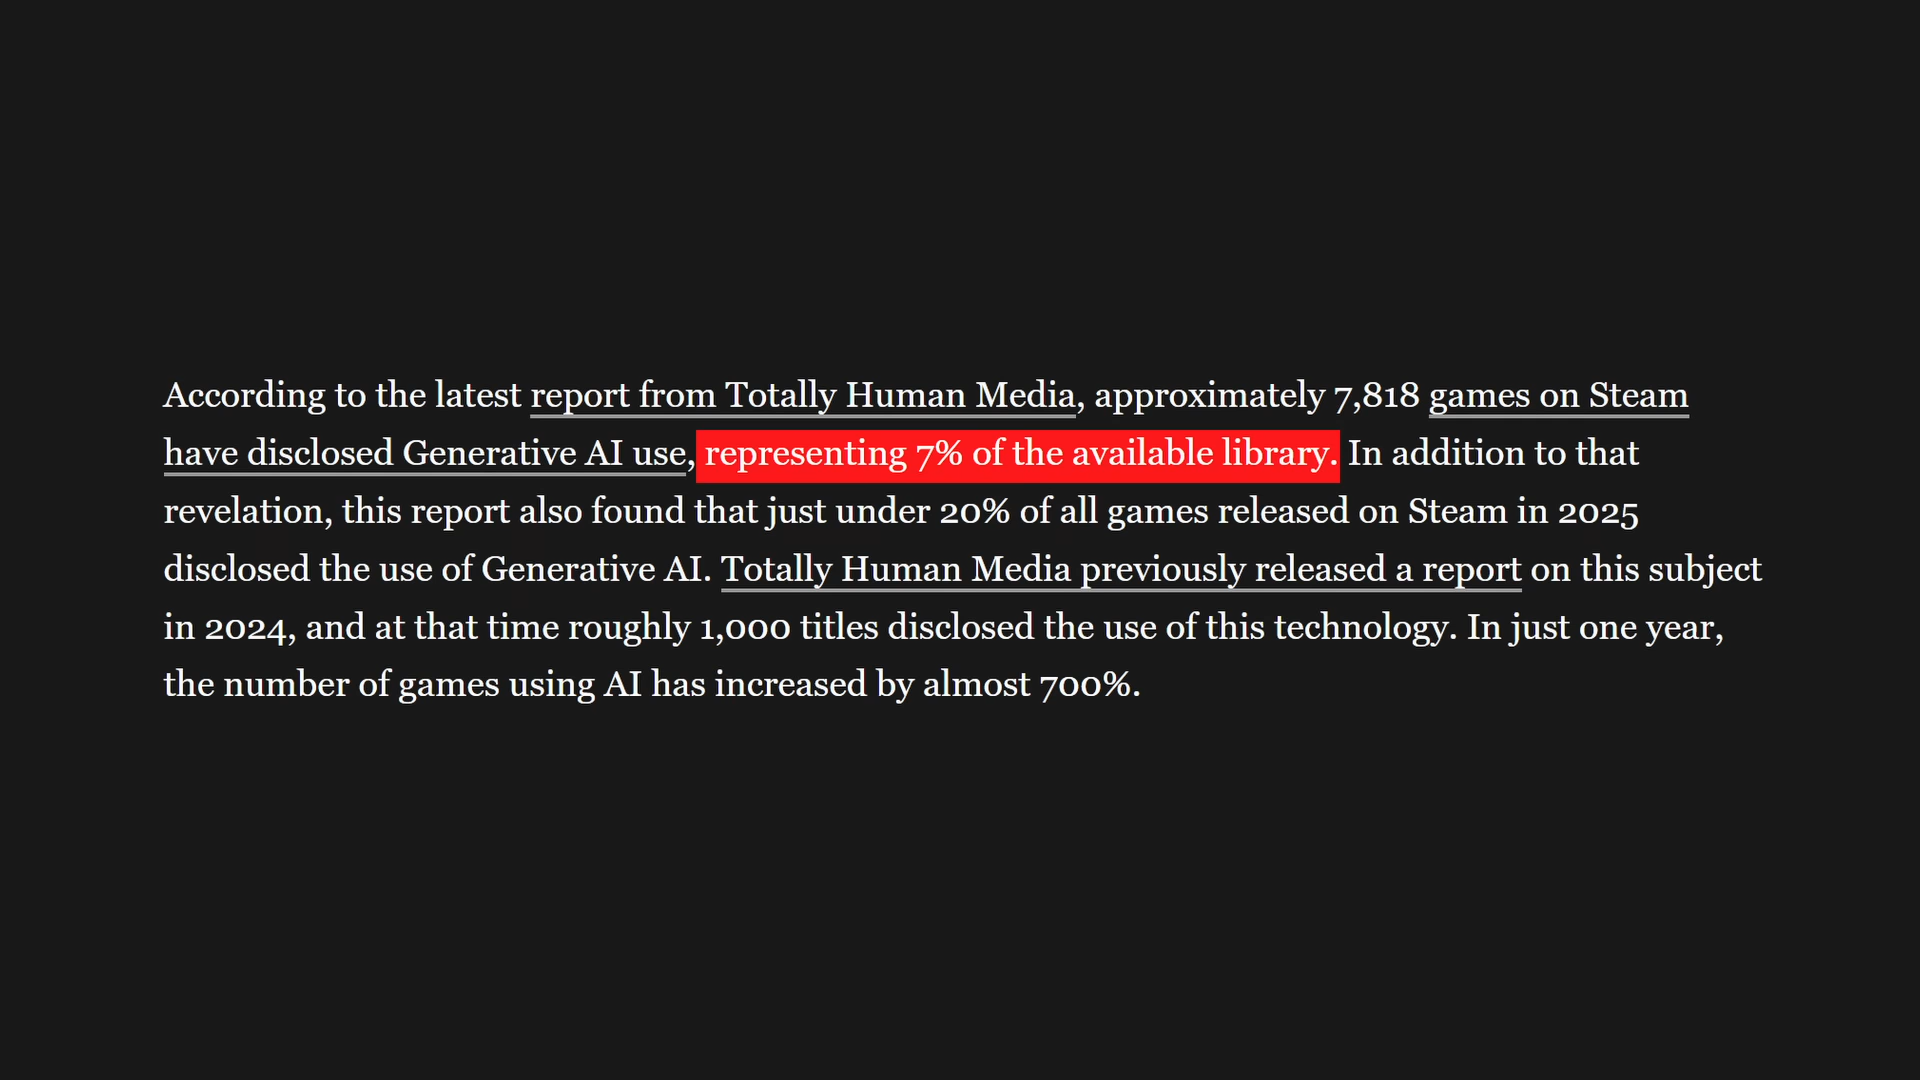 According to the latest report from Totally Human Media, approximately 7,818 games on Steam
have disclosed Generative AI use, representing 7% of the available library. In addition to that
revelation, this report also found that just under 20% of all games released on Steam in 2025
disclosed the use of Generative AI. Totally Human Media previously released a report on this subject
in 2024, and at that time roughly 1,000 titles disclosed the use of this technology. In just one year,
the number of games using AI has increased by almost 700%.